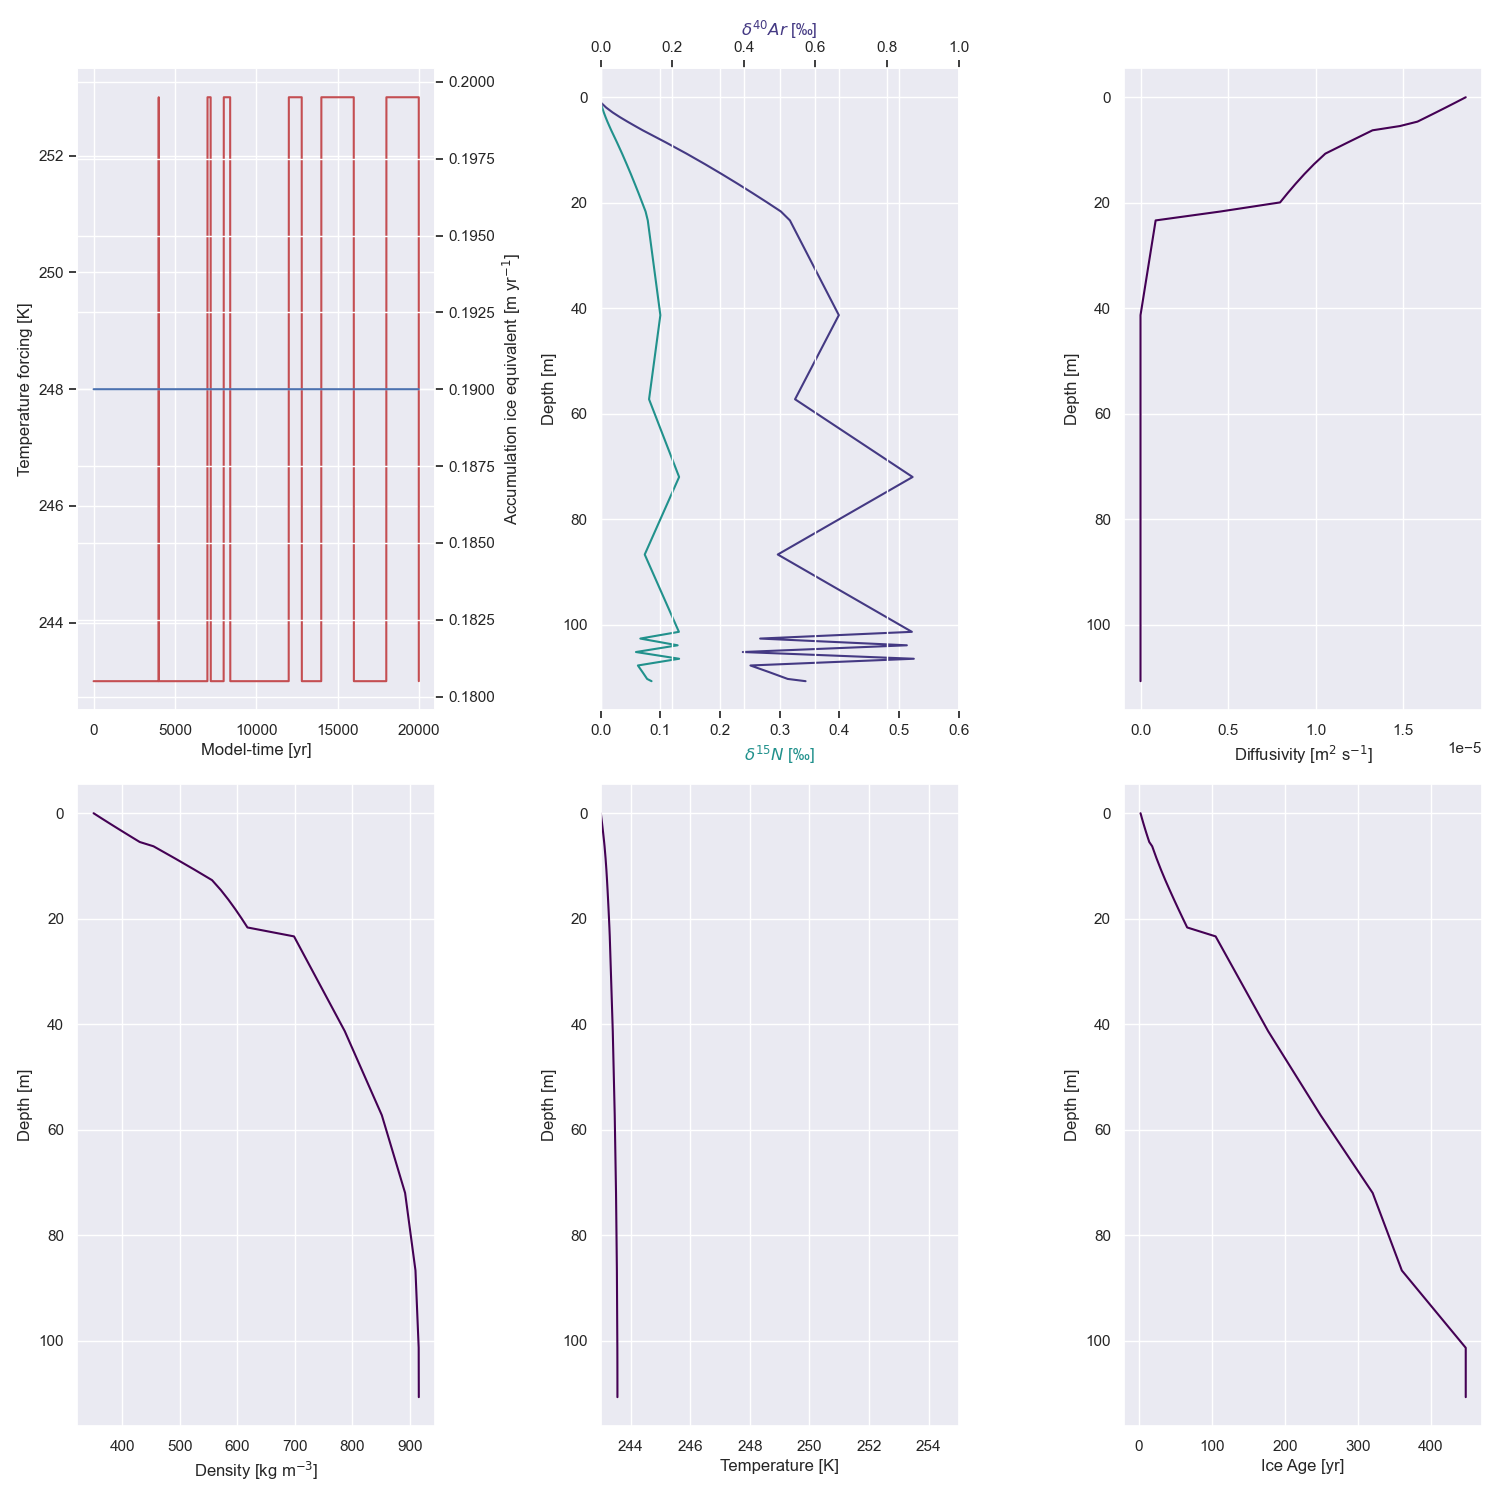 δ⁴⁰Ar [‰]
0.0 0.2 0.4 0.6 0.8 1.0
Temperature forcing [K]
252
250
248
246
244
0.2000
0.1975
0.1950
0.1925
0.1900
0.1875
0.1850
0.1825
0.1800
Accumulation ice equivalent [m yr⁻¹]
0 5000 10000 15000 20000
Model-time [yr]
Depth [m]
0
20
40
60
80
100
0.0 0.1 0.2 0.3 0.4 0.5 0.6
δ¹⁵N [‰]
Depth [m]
0
20
40
60
80
100
0.0 0.5 1.0 1.5
1e−5
Diffusivity [m² s⁻¹]
Depth [m]
0
20
40
60
80
100
400 500 600 700 800 900
Density [kg m⁻³]
Depth [m]
0
20
40
60
80
100
244 246 248 250 252 254
Temperature [K]
Depth [m]
0
20
40
60
80
100
0 100 200 300 400
Ice Age [yr]